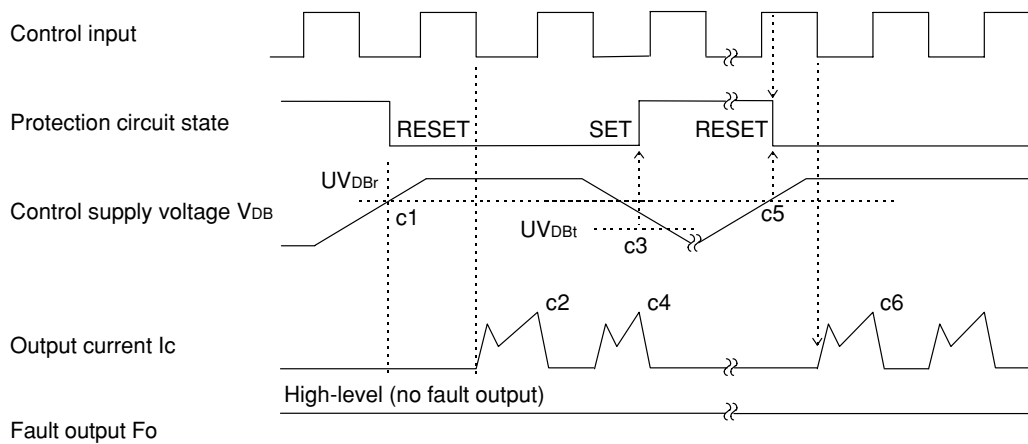 Control input
Protection circuit state
RESET
SET
RESET
UVDBr
Control supply voltage VDB
c1
c5
UVDBt
c3
c2
c4
c6
Output current Ic
High-level (no fault output)
Fault output Fo